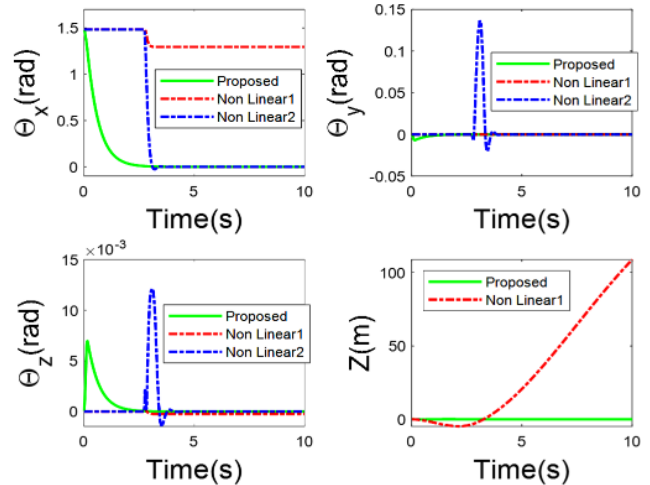 Θ_x(rad)
1.5
1
0.5
0
Proposed
Non Linear1
Non Linear2
0 5 10
Time(s)
Θ_y(rad)
0.15
0.1
0.05
0
-0.05
Proposed
Non Linear1
Non Linear2
0 5 10
Time(s)
×10⁻³
Θ_z(rad)
15
10
5
0
Proposed
Non Linear1
Non Linear2
0 5 10
Time(s)
Z(m)
100
50
0
Proposed
Non Linear1
0 5 10
Time(s)